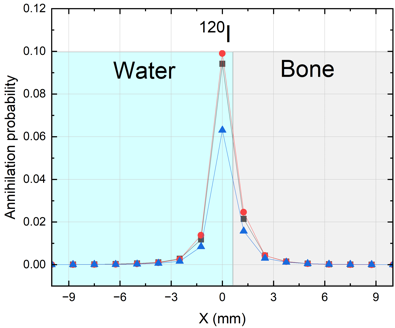 120I
Water
Bone
Annihilation probability
0.12
0.10
0.08
0.06
0.04
0.02
0.00
-9 -6 -3 0 3 6 9
X (mm)